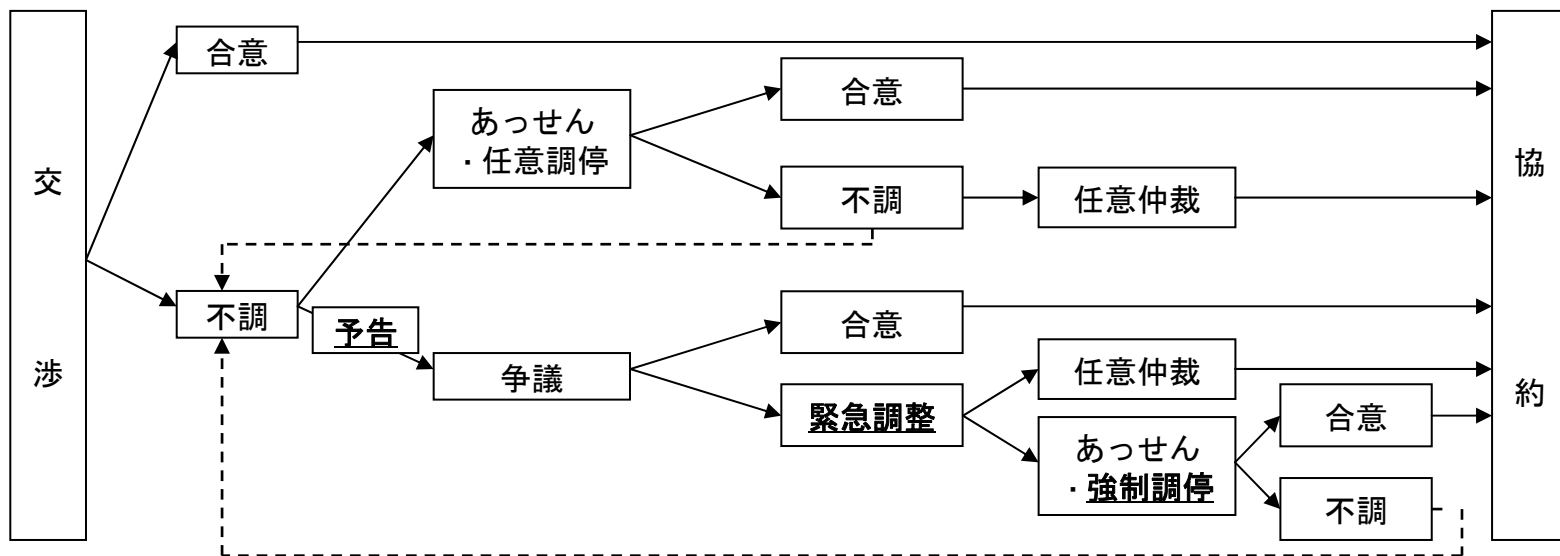 交渉
合意
不調
あっせん
・任意調停
合意
不調
任意仲裁
予告
争議
合意
緊急調整
任意仲裁
あっせん
・強制調停
合意
不調
協約